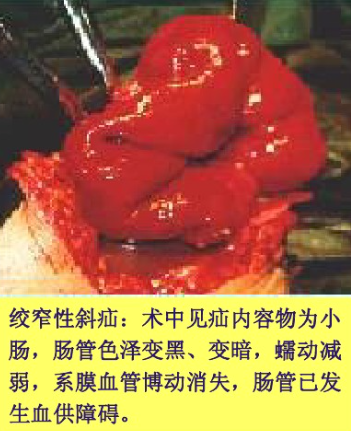 绞窄性斜疝：术中见疝内容物为小
肠，肠管色泽变黑、变暗，蠕动减
弱，系膜血管博动消失，肠管已发
生血供障碍。